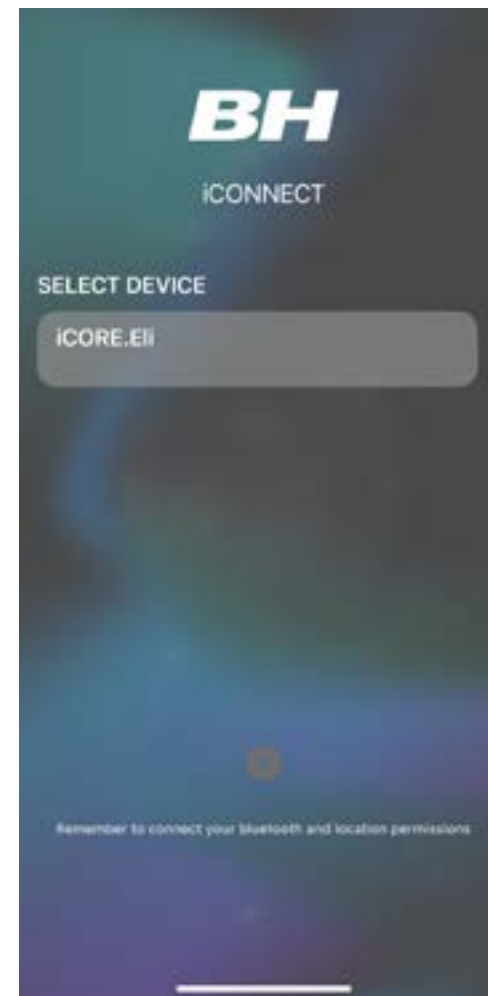 BH
iCONNECT
SELECT DEVICE
iCORE.Eli
Remember to connect your bluetooth and location permissions